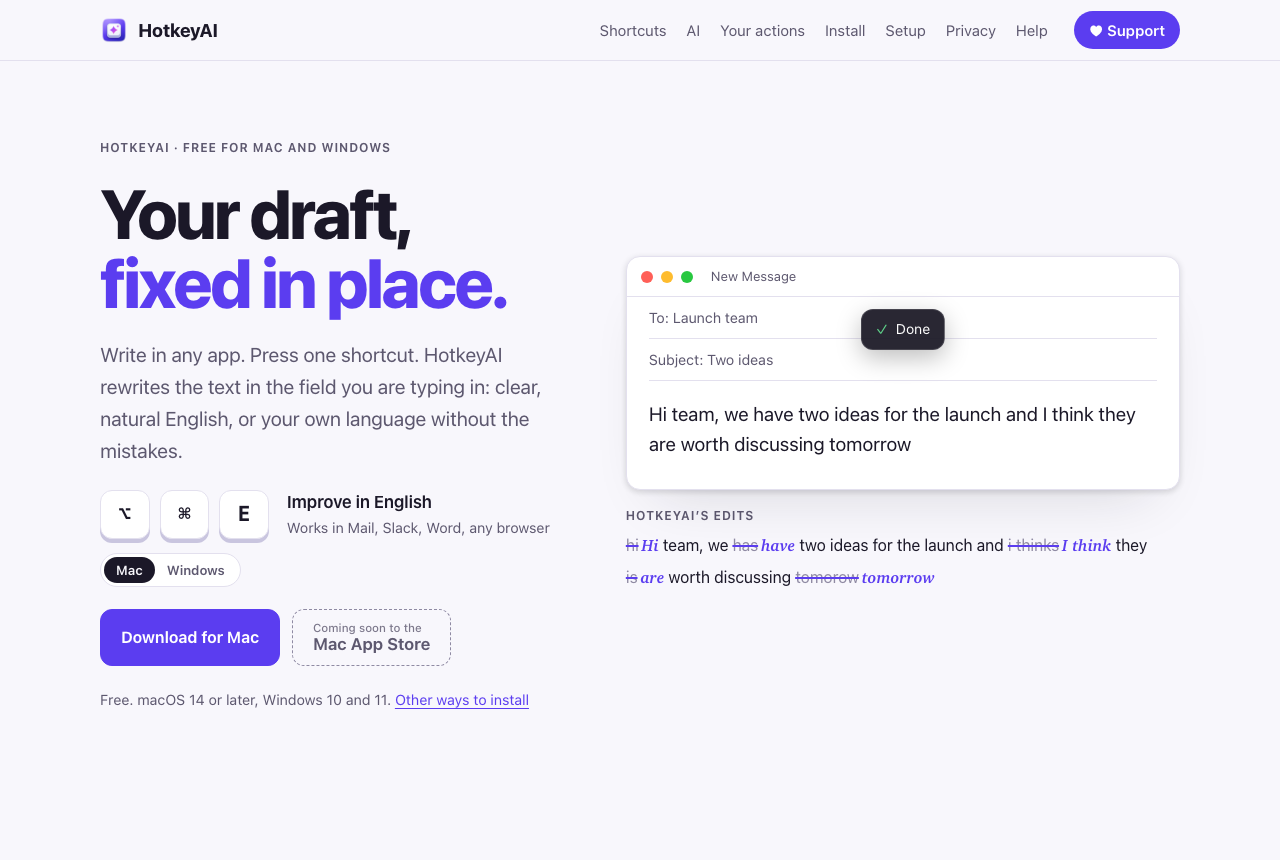 HotkeyAI
Shortcuts AI Your actions Install Setup Privacy Help Support
HOTKEYAI · FREE FOR MAC AND WINDOWS
Your draft,
fixed in place.
Write in any app. Press one shortcut. HotkeyAI
rewrites the text in the field you are typing in: clear,
natural English, or your own language without the
mistakes.
⌥ ⌘ E
Improve in English
Works in Mail, Slack, Word, any browser
Mac Windows
Download for Mac
Coming soon to the
Mac App Store
Free. macOS 14 or later, Windows 10 and 11. Other ways to install
New Message
To: Launch team
✓ Done
Subject: Two ideas
Hi team, we have two ideas for the launch and I think they
are worth discussing tomorrow
HOTKEYAI'S EDITS
hi Hi team, we has have two ideas for the launch and i thinks I think they
is are worth discussing tomorow tomorrow